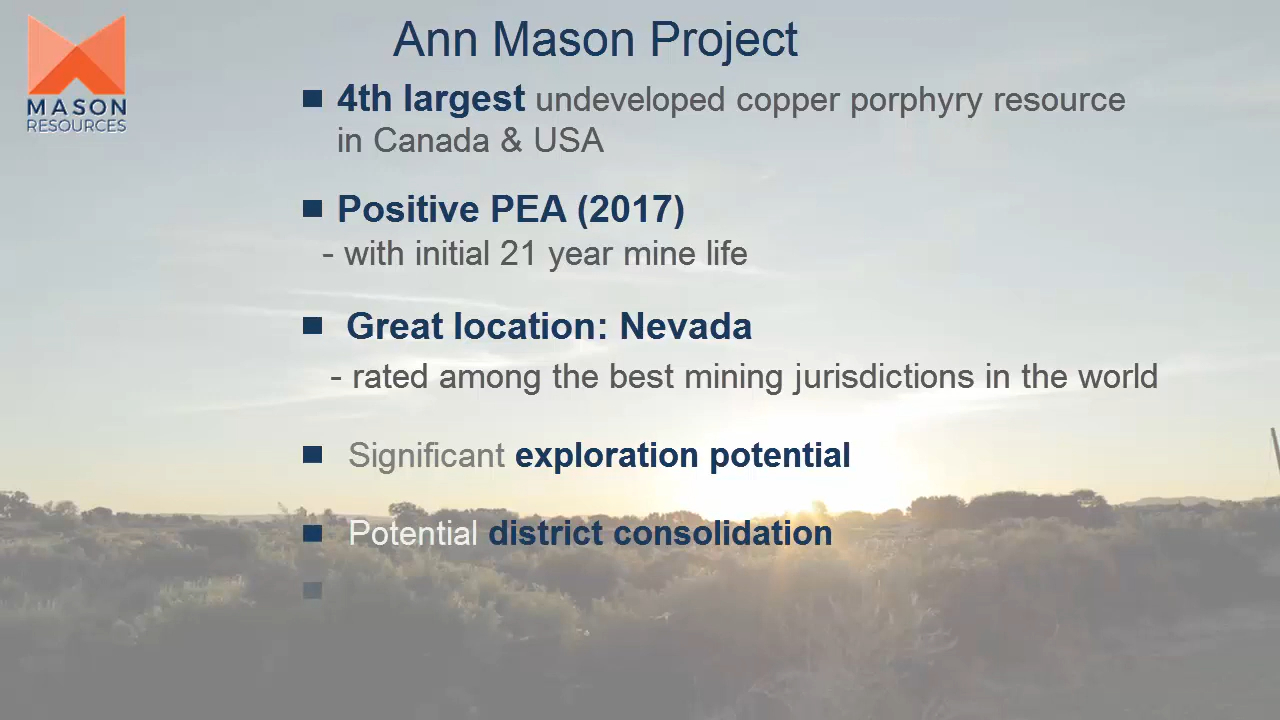 MASON
RESOURCES
Ann Mason Project
4th largest undeveloped copper porphyry resource
in Canada & USA
Positive PEA (2017)
- with initial 21 year mine life
Great location: Nevada
- rated among the best mining jurisdictions in the world
Significant exploration potential
Potential district consolidation